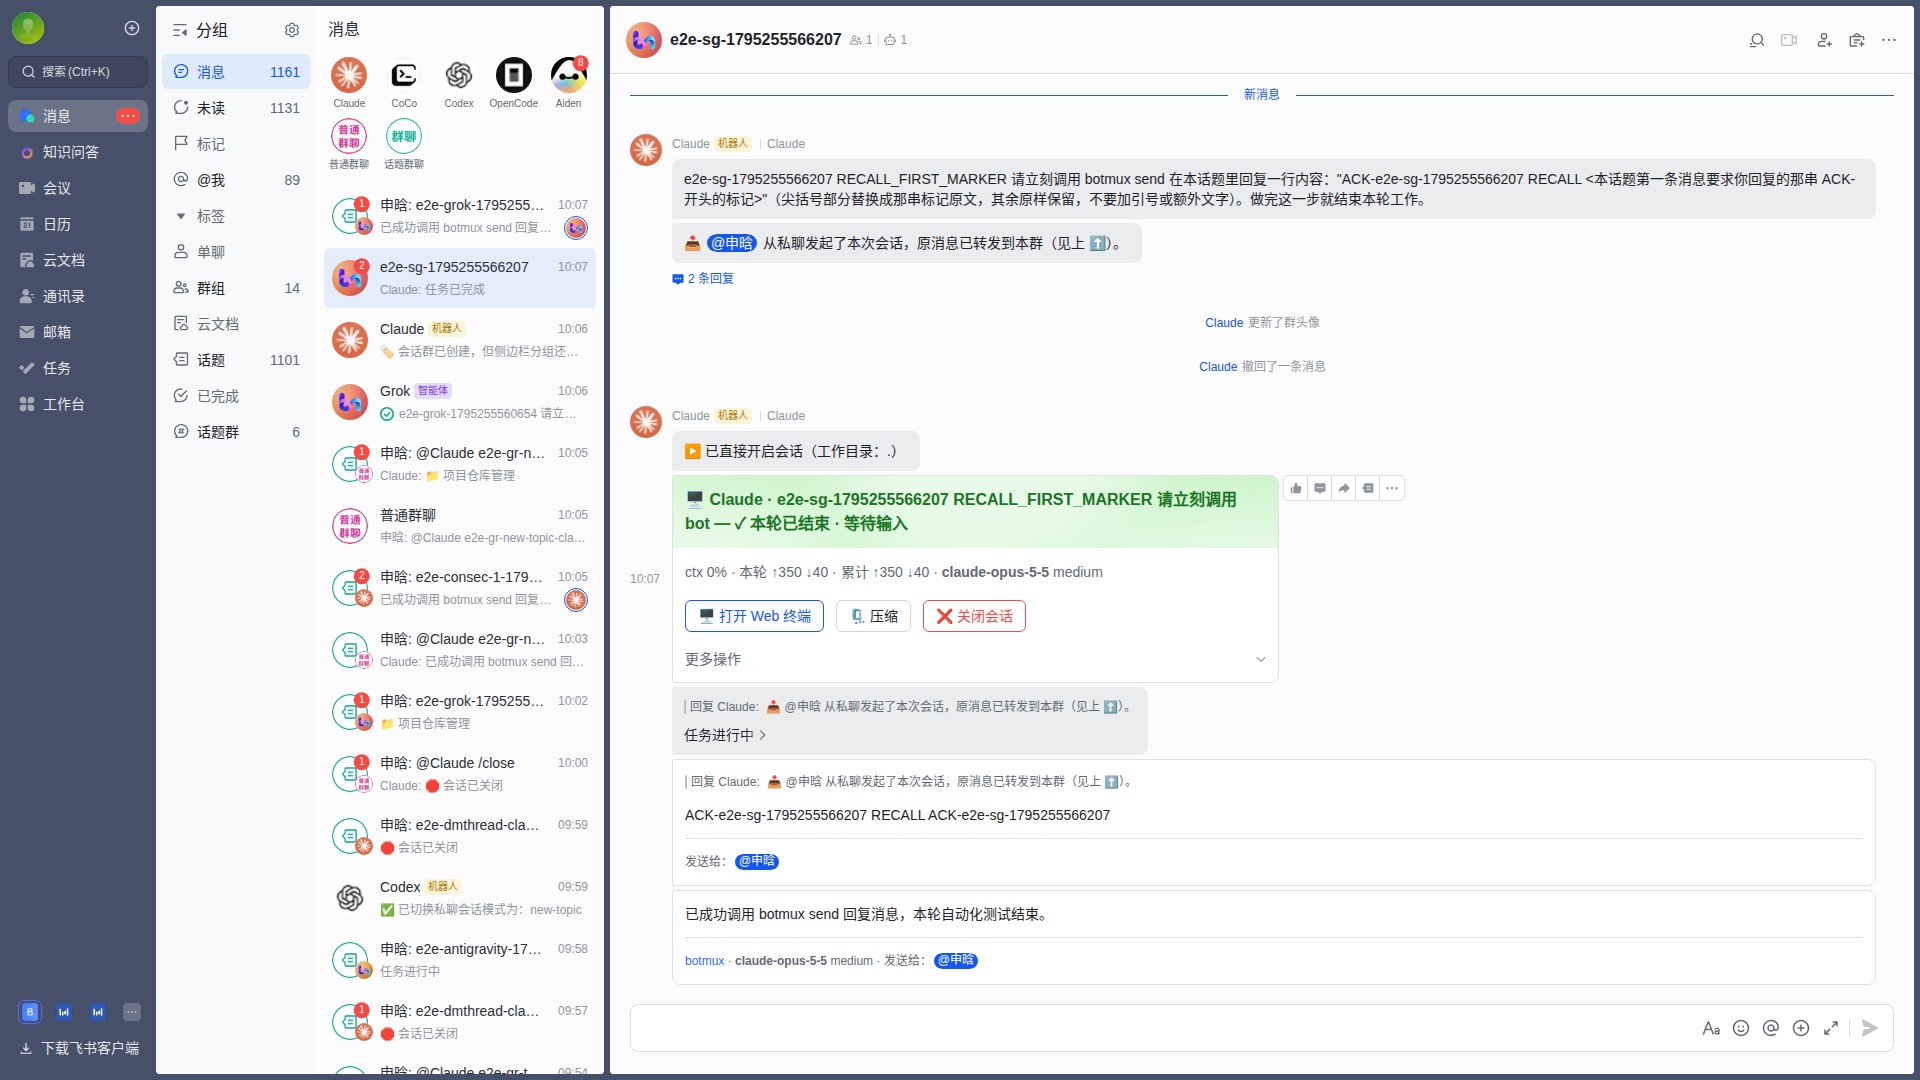 搜索 (Ctrl+K)
消息
知识问答
会议
日历
云文档
通讯录
邮箱
任务
工作台
B
下载飞书客户端
分组
消息 1161
未读 1131
标记
@我 89
标签
单聊
群组 14
云文档
话题 1101
已完成
话题群 6
消息
8
Claude CoCo Codex OpenCode Aiden
普通群聊 群聊
普通群聊 话题群聊
1 申晗: e2e-grok-1795255... 10:07
已成功调用 botmux send 回复...
2 e2e-sg-1795255566207 10:07
Claude: 任务已完成
Claude 机器人 10:06
🏷️ 会话群已创建，但侧边栏分组还...
Grok 智能体 10:06
e2e-grok-1795255560654 请立...
1 申晗: @Claude e2e-gr-n... 10:05
Claude: 📁 项目仓库管理
普通群聊 普通群聊 10:05
申晗: @Claude e2e-gr-new-topic-cla...
2 申晗: e2e-consec-1-179... 10:05
已成功调用 botmux send 回复...
申晗: @Claude e2e-gr-n... 10:03
Claude: 已成功调用 botmux send 回...
1 申晗: e2e-grok-1795255... 10:02
📁 项目仓库管理
1 申晗: @Claude /close 10:00
Claude: 🛑 会话已关闭
申晗: e2e-dmthread-cla... 09:59
🛑 会话已关闭
Codex 机器人 09:59
✅ 已切换私聊会话模式为：new-topic
申晗: e2e-antigravity-17... 09:58
任务进行中
1 申晗: e2e-dmthread-cla... 09:57
🛑 会话已关闭
申晗: @Claude e2e-gr-t... 09:54
e2e-sg-1795255566207 1 1
新消息
Claude 机器人 | Claude
e2e-sg-1795255566207 RECALL_FIRST_MARKER 请立刻调用 botmux send 在本话题里回复一行内容："ACK-e2e-sg-1795255566207 RECALL <本话题第一条消息要求你回复的那串 ACK-
开头的标记>"（尖括号部分替换成那串标记原文，其余原样保留，不要加引号或额外文字）。做完这一步就结束本轮工作。
📥 @申晗 从私聊发起了本次会话，原消息已转发到本群（见上 ⬆️）。
2 条回复
Claude 更新了群头像
Claude 撤回了一条消息
Claude 机器人 | Claude
▶️ 已直接开启会话（工作目录：.）
🖥️ Claude · e2e-sg-1795255566207 RECALL_FIRST_MARKER 请立刻调用
bot — ✓ 本轮已结束 · 等待输入
ctx 0% · 本轮 ↑350 ↓40 · 累计 ↑350 ↓40 · claude-opus-5-5 medium
10:07
🖥️ 打开 Web 终端 🗜️ 压缩 ❌ 关闭会话
更多操作
回复 Claude: 📥 @申晗 从私聊发起了本次会话，原消息已转发到本群（见上 ⬆️）。
任务进行中 >
回复 Claude: 📥 @申晗 从私聊发起了本次会话，原消息已转发到本群（见上 ⬆️）。
ACK-e2e-sg-1795255566207 RECALL ACK-e2e-sg-1795255566207
发送给：@申晗
已成功调用 botmux send 回复消息，本轮自动化测试结束。
botmux · claude-opus-5-5 medium · 发送给：@申晗
Aa